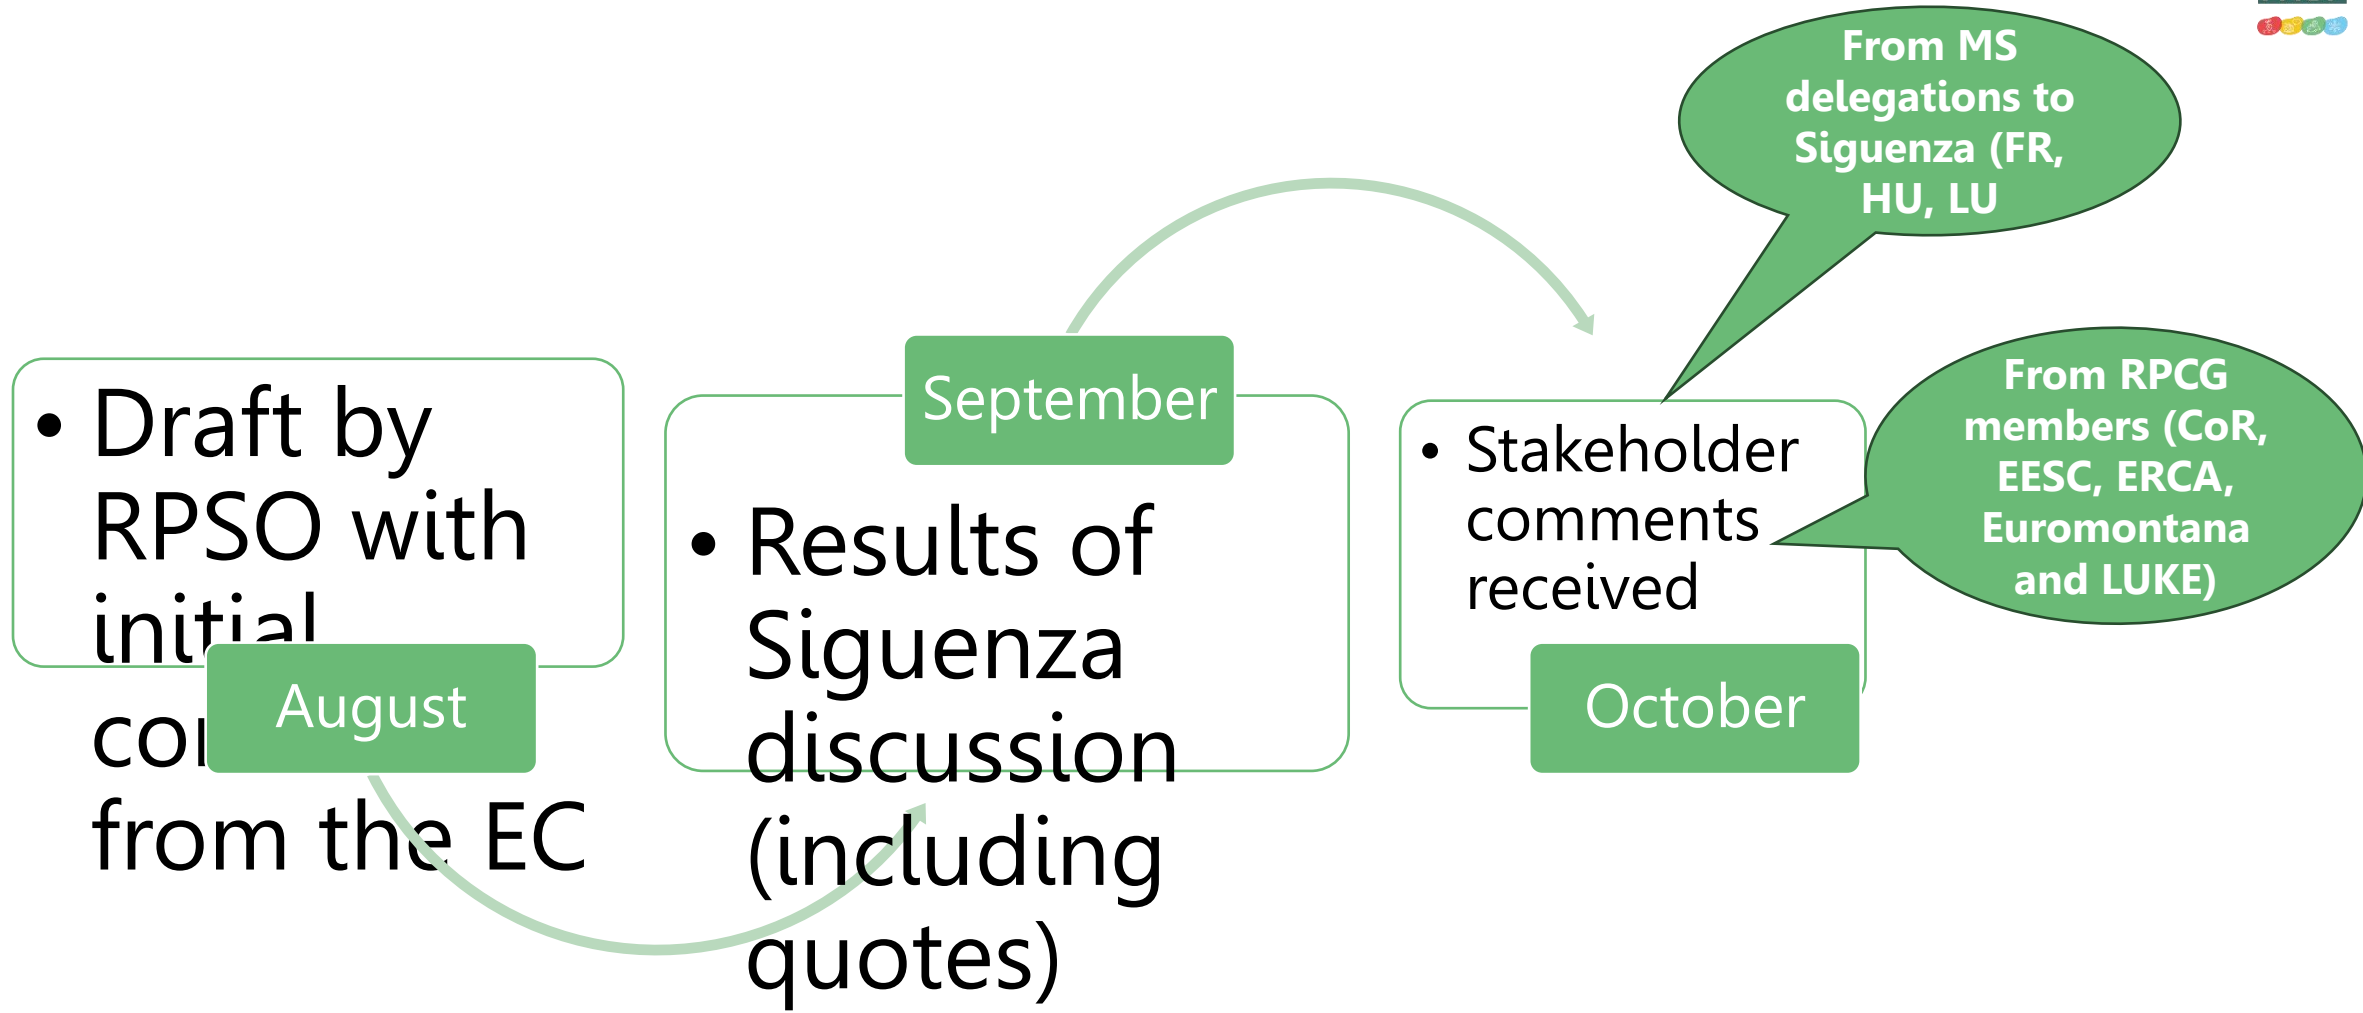 • Draft by
RPSO with
initial
from the EC
August
September
• Results of
Siguenza
discussion
(including
quotes)
• Stakeholder
comments
received
October
From MS
delegations to
Siguenza (FR,
HU, LU
From RPCG
members (CoR,
EESC, ERCA,
Euromontana
and LUKE)